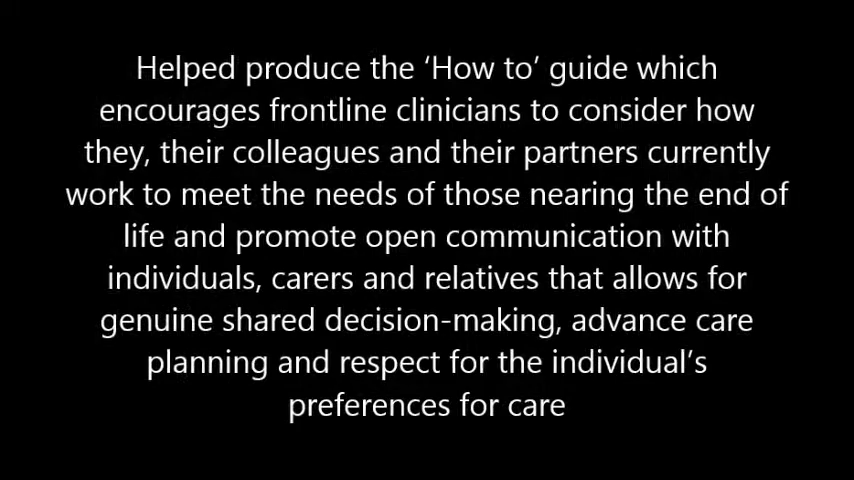 Helped produce the ‘How to’ guide which
encourages frontline clinicians to consider how
they, their colleagues and their partners currently
work to meet the needs of those nearing the end of
life and promote open communication with
individuals, carers and relatives that allows for
genuine shared decision-making, advance care
planning and respect for the individual’s
preferences for care